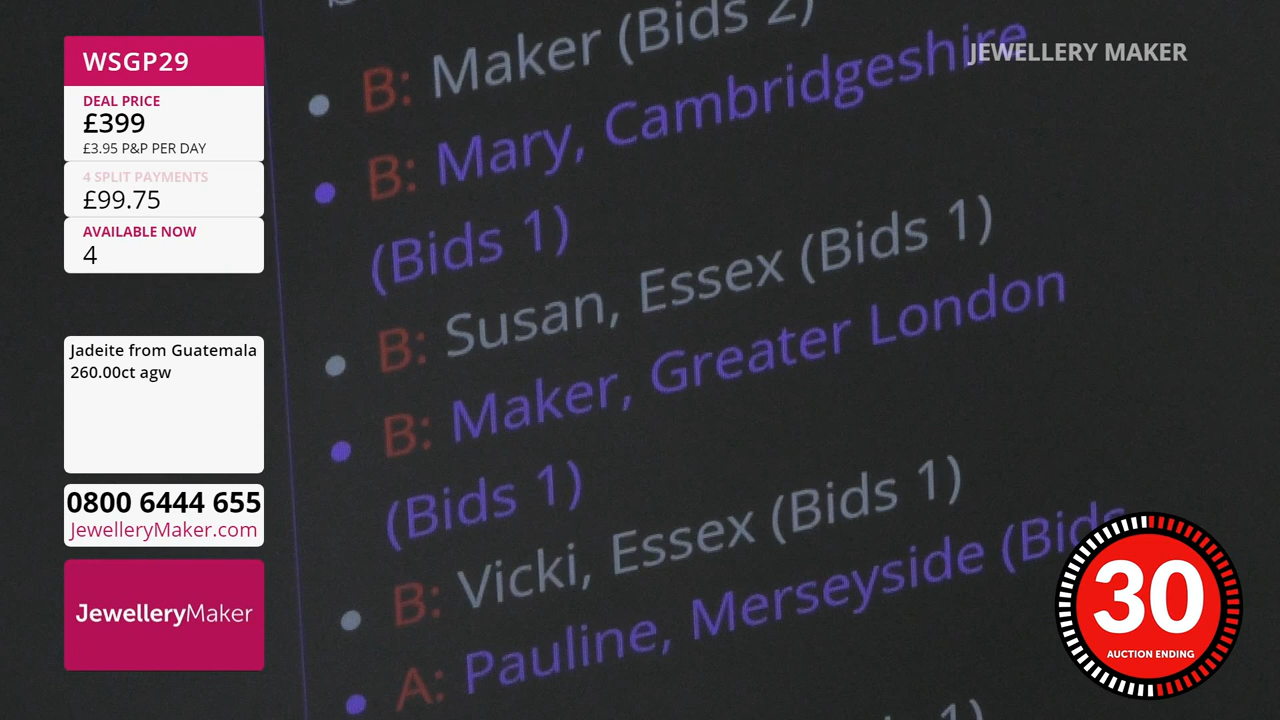 WSGP29
DEAL PRICE
£399
£3.95 P&P PER DAY
4 SPLIT PAYMENTS
£99.75
AVAILABLE NOW
4
Jadeite from Guatemala
260.00ct agw
0800 6444 655
JewelleryMaker.com
JewelleryMaker
JEWELLERY MAKER
B: Maker (Bids 2)
B: Mary, Cambridgeshire
(Bids 1)
B: Susan, Essex (Bids 1)
B: Maker, Greater London
(Bids 1)
B: Vicki, Essex (Bids 1)
A: Pauline, Merseyside (Bids
30
AUCTION ENDING